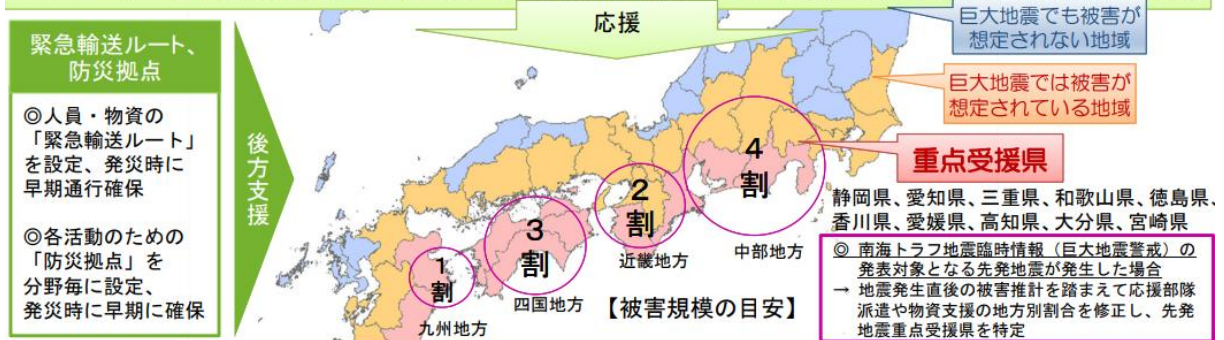 応援
巨大地震でも被害が
想定されない地域
緊急輸送ルート、
防災拠点
巨大地震では被害が
想定されている地域
◎人員・物資の
「緊急輸送ルート」
を設定、発災時に
早期通行確保
◎各活動のための
「防災拠点」を
分野毎に設定、
発災時に早期に確保
後方支援
4
割
2
割
3
割
1
割
重点受援県
静岡県、愛知県、三重県、和歌山県、徳島県、
香川県、愛媛県、高知県、大分県、宮崎県
中部地方
近畿地方
四国地方
九州地方
【被害規模の目安】
◎ 南海トラフ地震臨時情報（巨大地震警戒）の
発表対象となる先発地震が発生した場合
→ 地震発生直後の被害推計を踏まえて応援部隊
派遣や物資支援の地方別割合を修正し、先発
地震重点受援県を特定